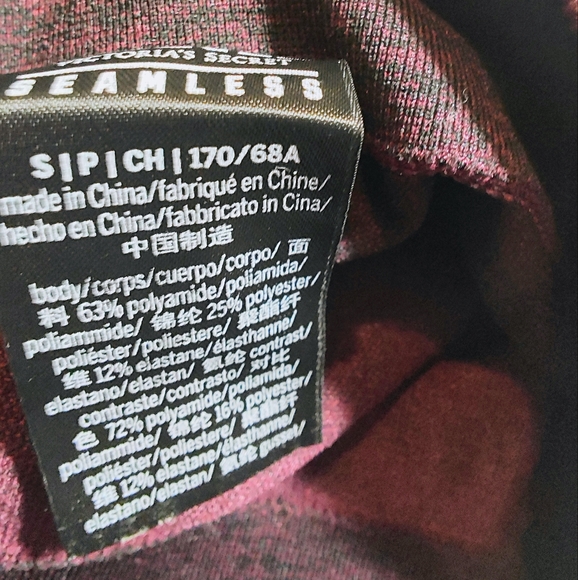 VICTORIA'S SECRET
SEAMLESS
S|P|CH|170/68A
made in China/fabriqué en Chine/
hecho en China/fabbricato in Cina/
中国制造
body/corps/cuerpo/corpo/ 面
料 63% polyamide/poliamida/
poliammide/ 锦纶 25% polyester/
poliéster/poliestere/ 聚酯纤
维 12% elastane/élasthanne/
elastano/elastan/ 氨纶 contrast/
contraste/contrasto/ 对比
色 72% polyamide/poliamida/
poliammide/ 锦纶 16% polyester/
poliéster/poliestere/ 聚酯纤
维 12% elastane/élasthanne/
elastano/elastan/ 氨纶